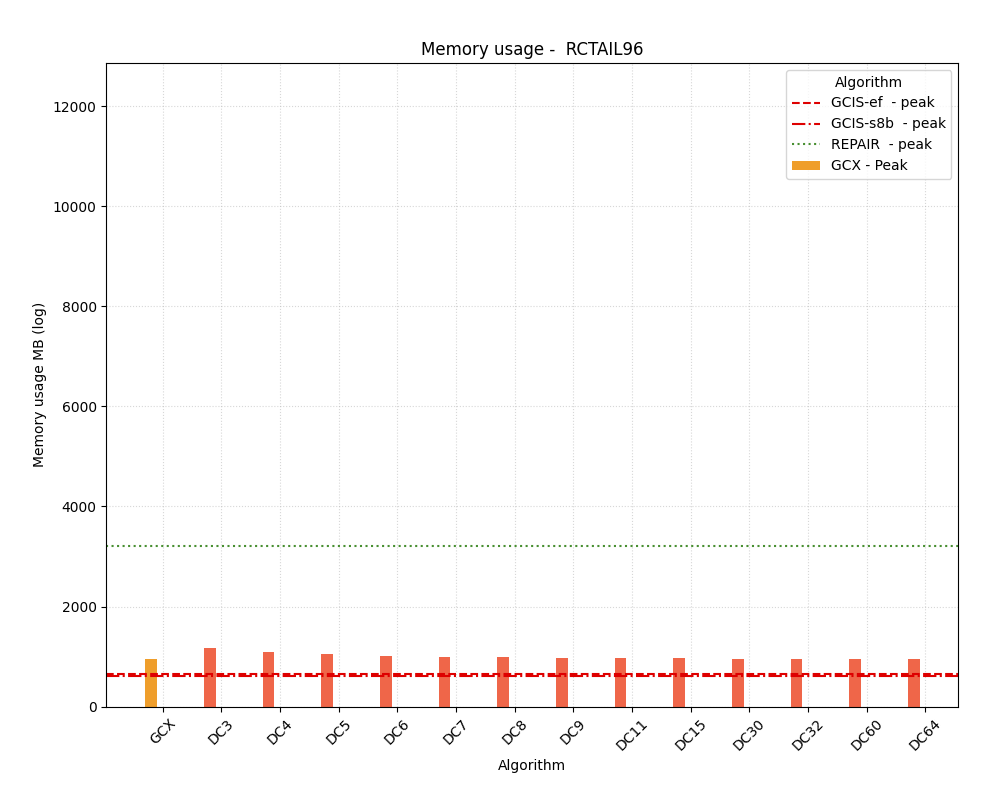 Memory usage -  RCTAIL96
Algorithm
GCIS-ef  - peak
GCIS-s8b  - peak
REPAIR  - peak
GCX - Peak
Memory usage MB (log)
12000
10000
8000
6000
4000
2000
0
GCX
DC3
DC4
DC5
DC6
DC7
DC8
DC9
DC11
DC15
DC30
DC32
DC60
DC64
Algorithm